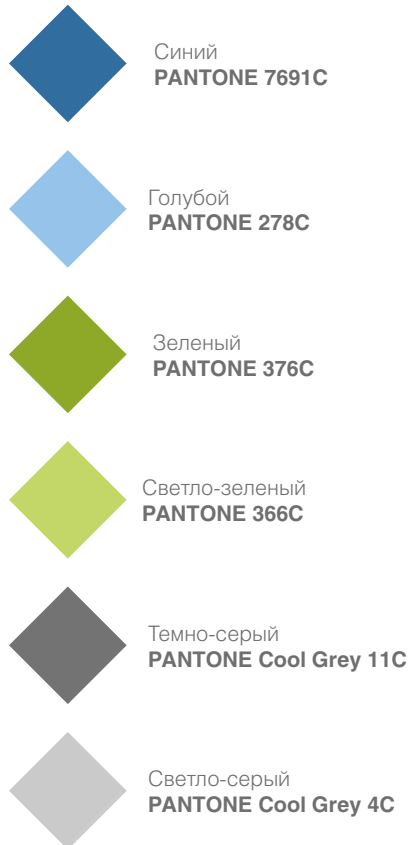 Синий
PANTONE 7691C
Голубой
PANTONE 278C
Зеленый
PANTONE 376C
Светло-зеленый
PANTONE 366C
Темно-серый
PANTONE Cool Grey 11C
Светло-серый
PANTONE Cool Grey 4C